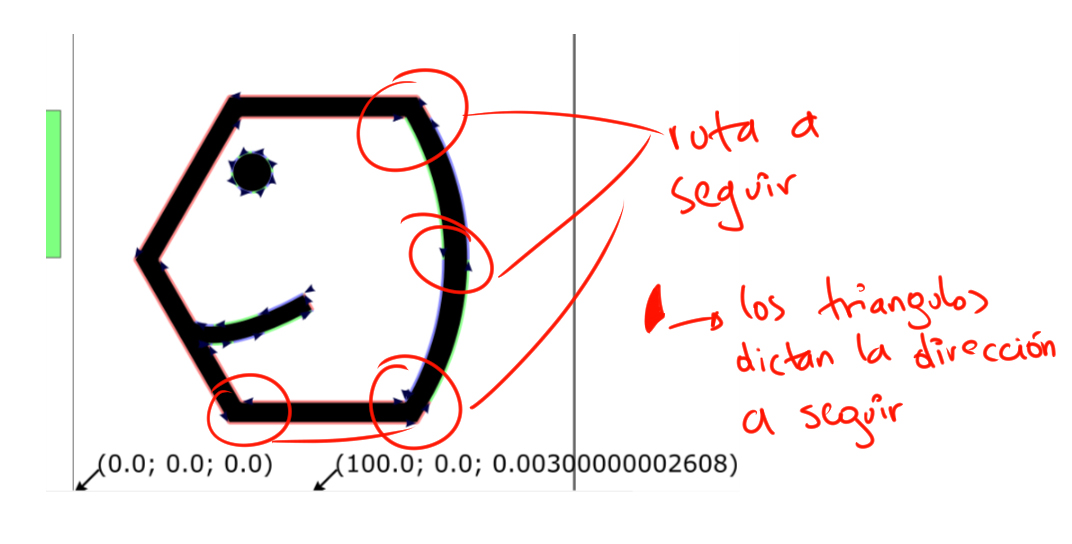 ruta a
seguir
los triangulos
dictan la dirección
a seguir
(0.0; 0.0; 0.0)
(100.0; 0.0; 0.00300000002608)